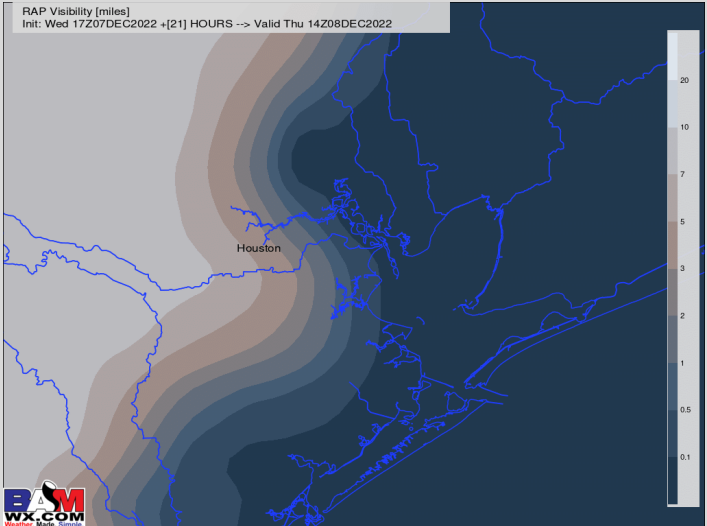 RAP Visibility [miles]
Init: Wed 17Z07DEC2022 +[21] HOURS --> Valid Thu 14Z08DEC2022
20
10
7
5
3
2
1
0.5
0.1
Houston
BAM
WX.COM
Weather. Made. Simple.